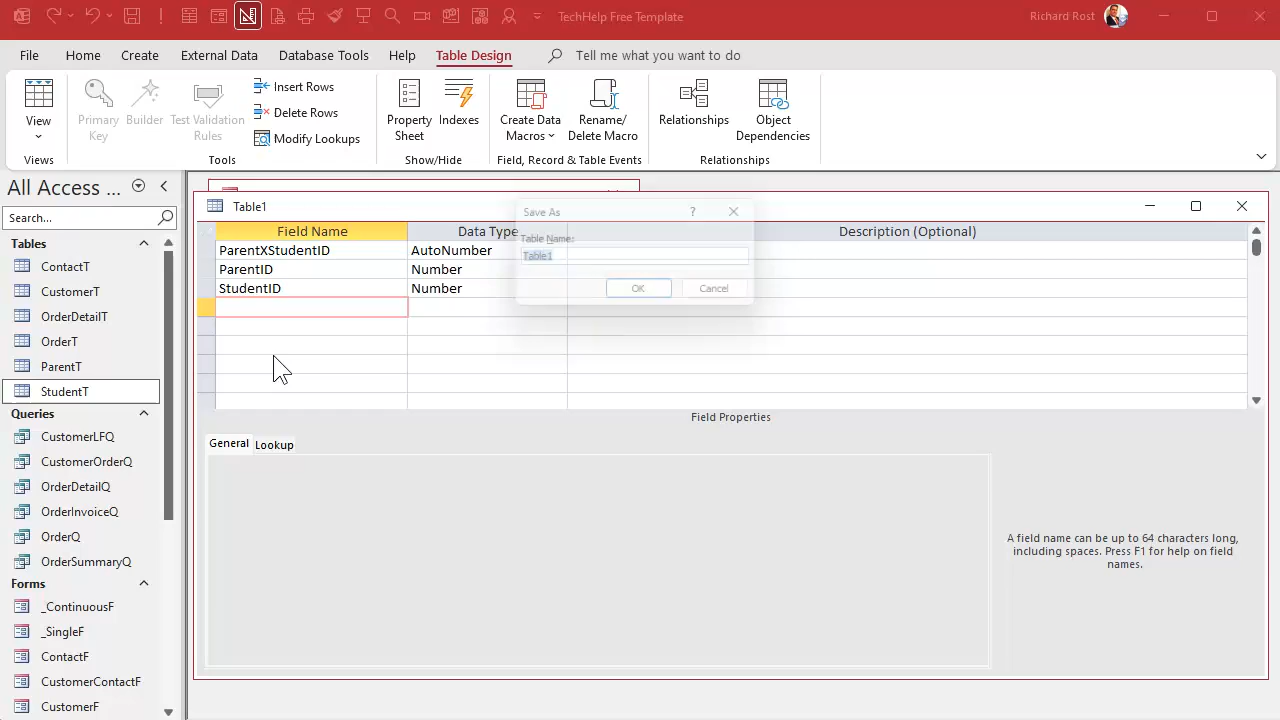 TechHelp Free Template
Richard Rost
File Home Create External Data Database Tools Help Table Design Tell me what you want to do
View
Primary Key
Builder
Test Validation Rules
Insert Rows
Delete Rows
Modify Lookups
Property Sheet
Indexes
Create Data Macros
Rename/ Delete Macro
Relationships
Object Dependencies
Views
Tools
Show/Hide
Field, Record & Table Events
Relationships
All Access ...
Search...
Tables
ContactT
CustomerT
OrderDetailT
OrderT
ParentT
StudentT
Queries
CustomerLFQ
CustomerOrderQ
OrderDetailQ
OrderInvoiceQ
OrderQ
OrderSummaryQ
Forms
_ContinuousF
_SingleF
ContactF
CustomerContactF
CustomerF
Table1
Field Name Data Type Description (Optional)
ParentXStudentID AutoNumber
ParentID Number
StudentID Number
Save As ?
Table Name:
Table1
OK Cancel
Field Properties
General Lookup
A field name can be up to 64 characters long,
including spaces. Press F1 for help on field
names.